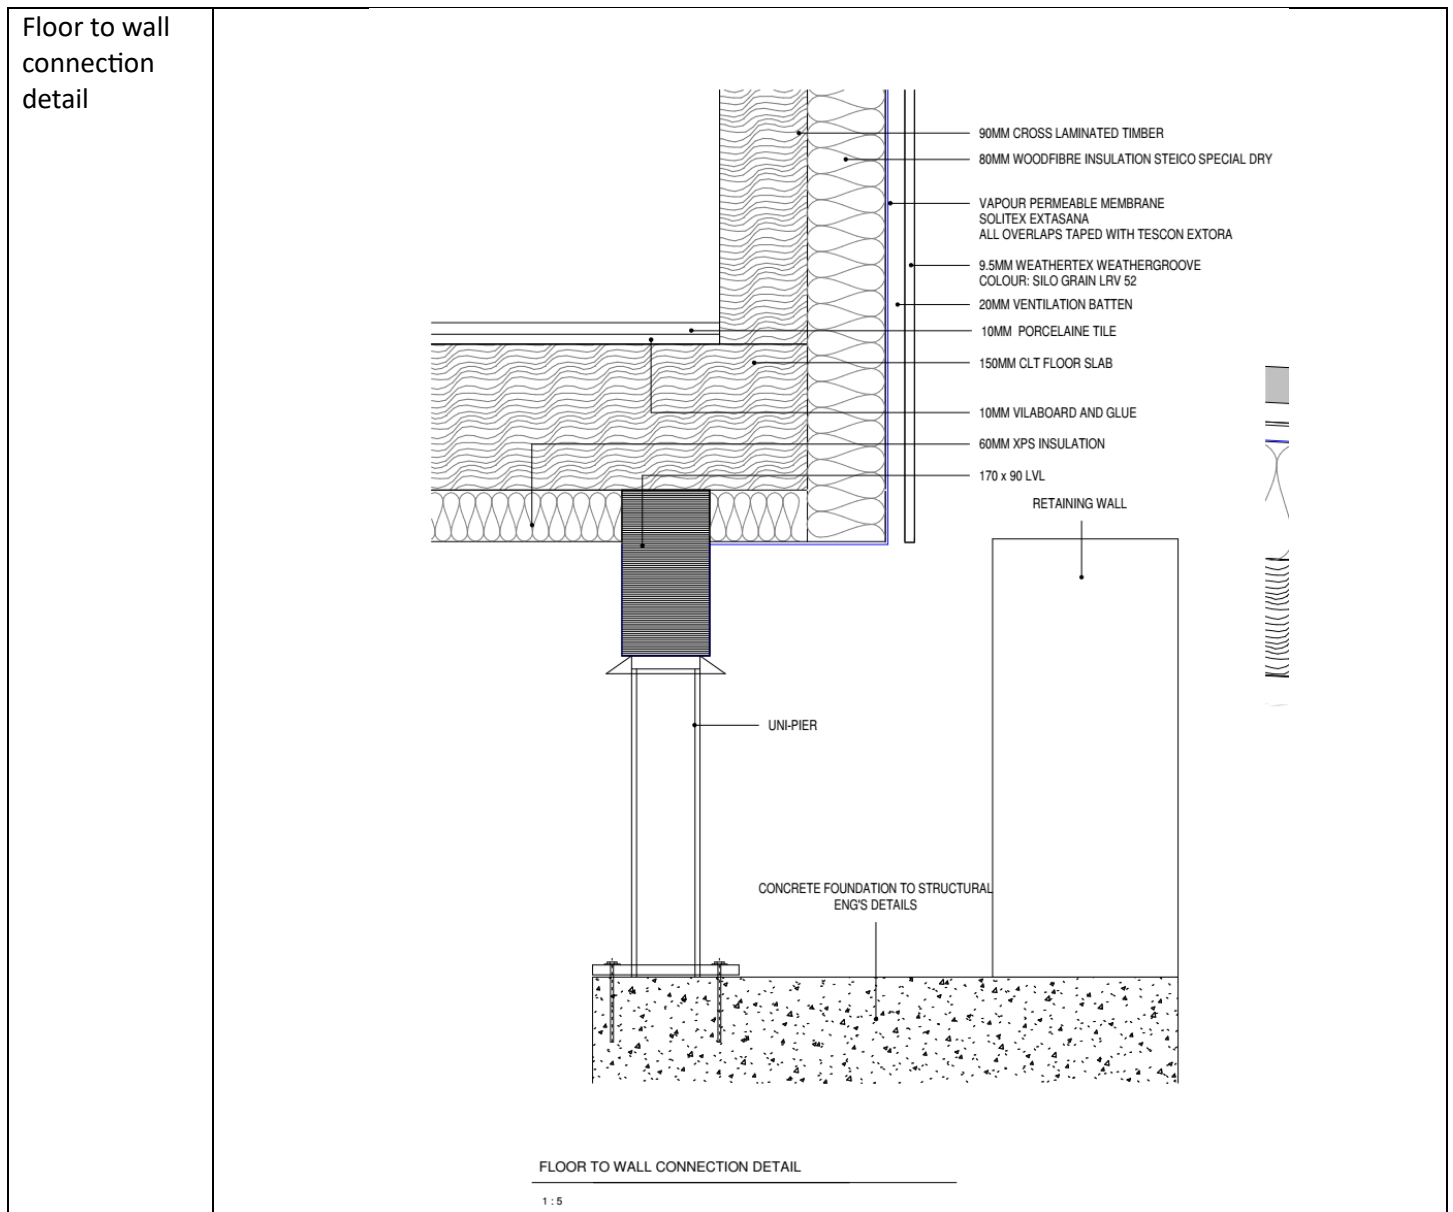 Floor to wall
connection
detail
90MM CROSS LAMINATED TIMBER
80MM WOODFIBRE INSULATION STEICO SPECIAL DRY
VAPOUR PERMEABLE MEMBRANE
SOLITEX EXTASANA
ALL OVERLAPS TAPED WITH TESCON EXTORA
9.5MM WEATHERTEX WEATHERGROOVE
COLOUR: SILO GRAIN LRV 52
20MM VENTILATION BATTEN
10MM PORCELAINE TILE
150MM CLT FLOOR SLAB
10MM VILABOARD AND GLUE
60MM XPS INSULATION
170 x 90 LVL
RETAINING WALL
UNI-PIER
CONCRETE FOUNDATION TO STRUCTURAL
ENG'S DETAILS
FLOOR TO WALL CONNECTION DETAIL
1 : 5